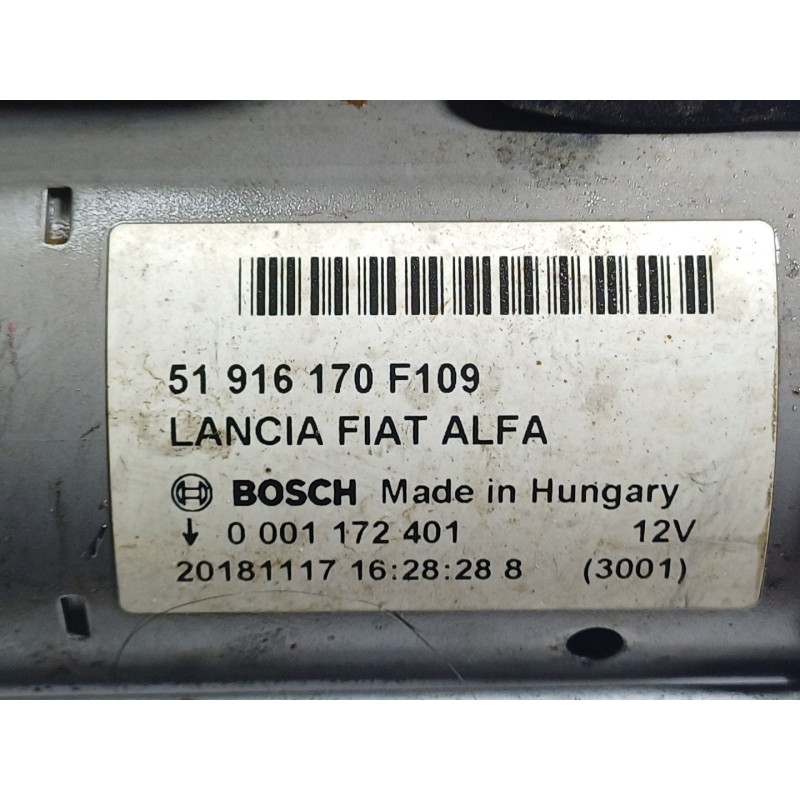 51 916 170 F109
LANCIA FIAT ALFA
BOSCH Made in Hungary
0 001 172 401 12V
20181117 16:28:28 8 (3001)